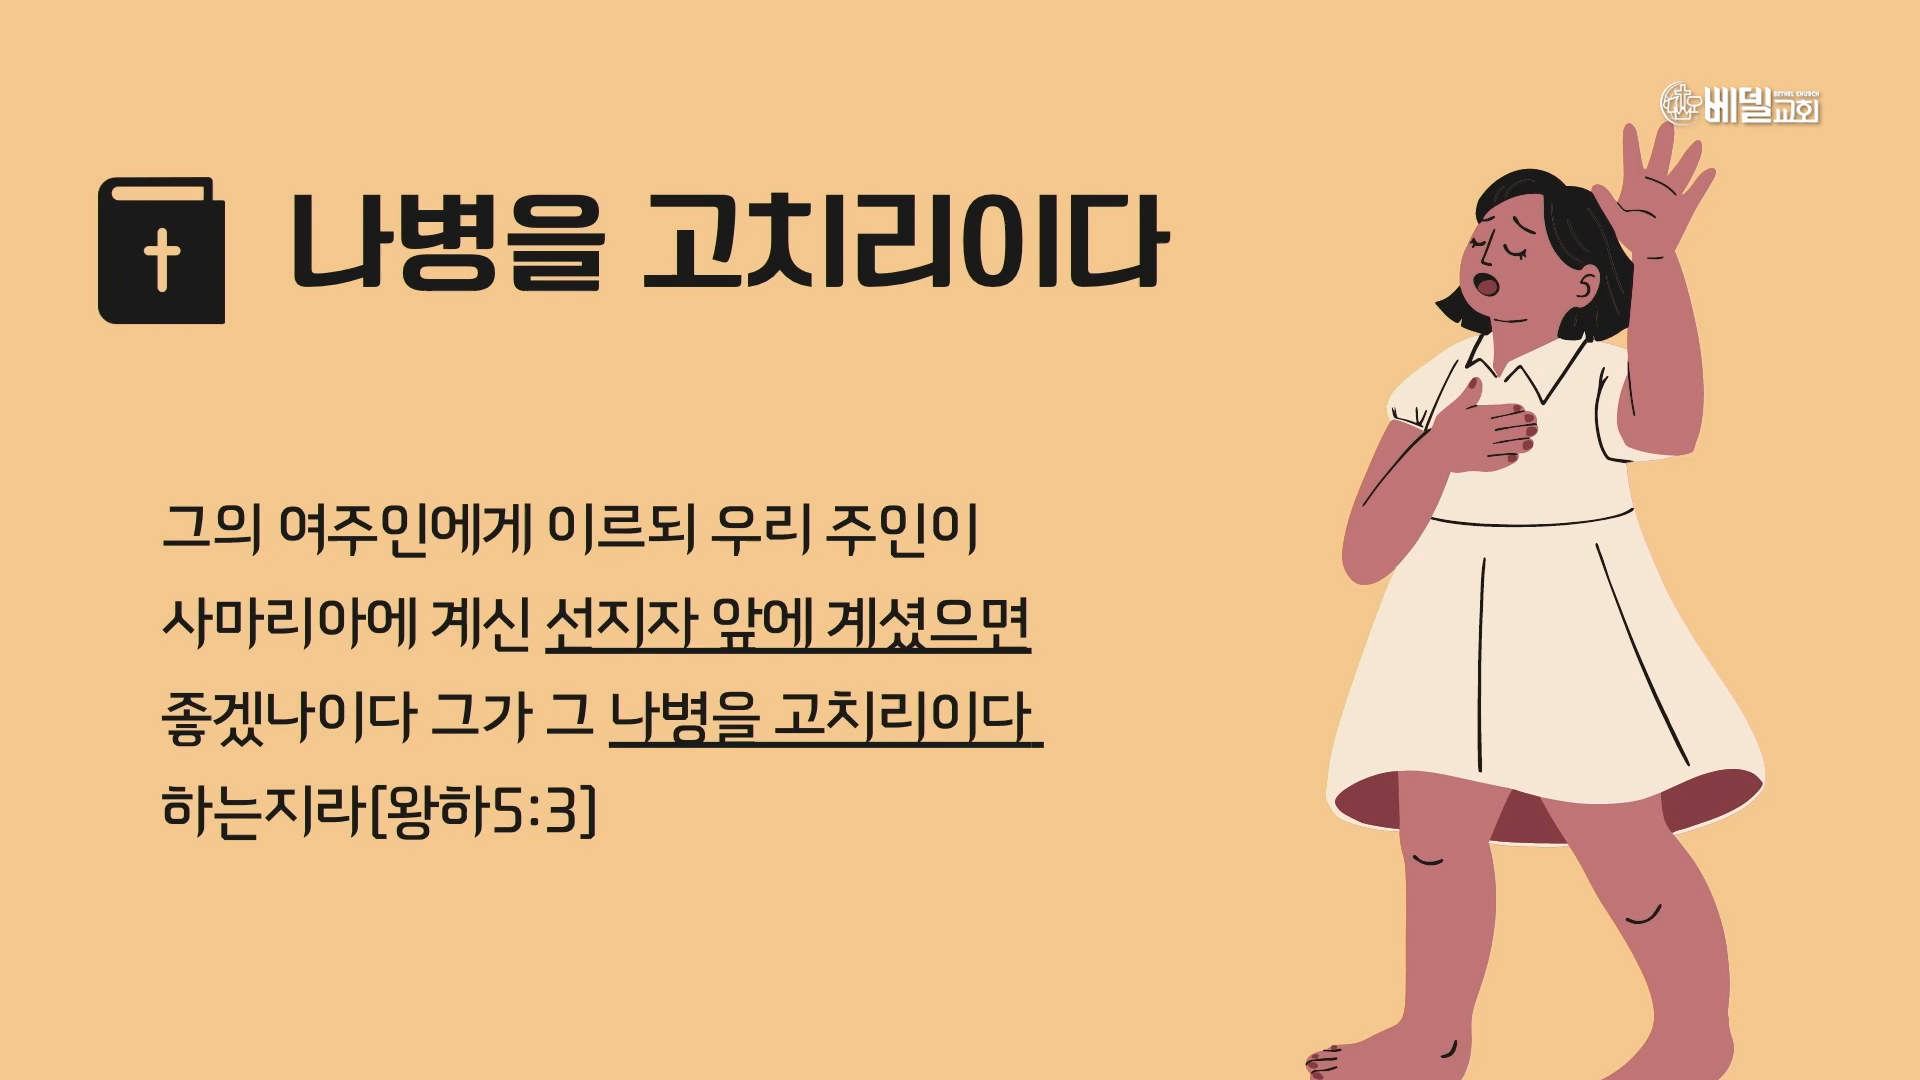 베델교회
BETHEL CHURCH
나병을 고치리이다
그의 여주인에게 이르되 우리 주인이
사마리아에 계신 선지자 앞에 계셨으면
좋겠나이다 그가 그 나병을 고치리이다
하는지라[왕하5:3]